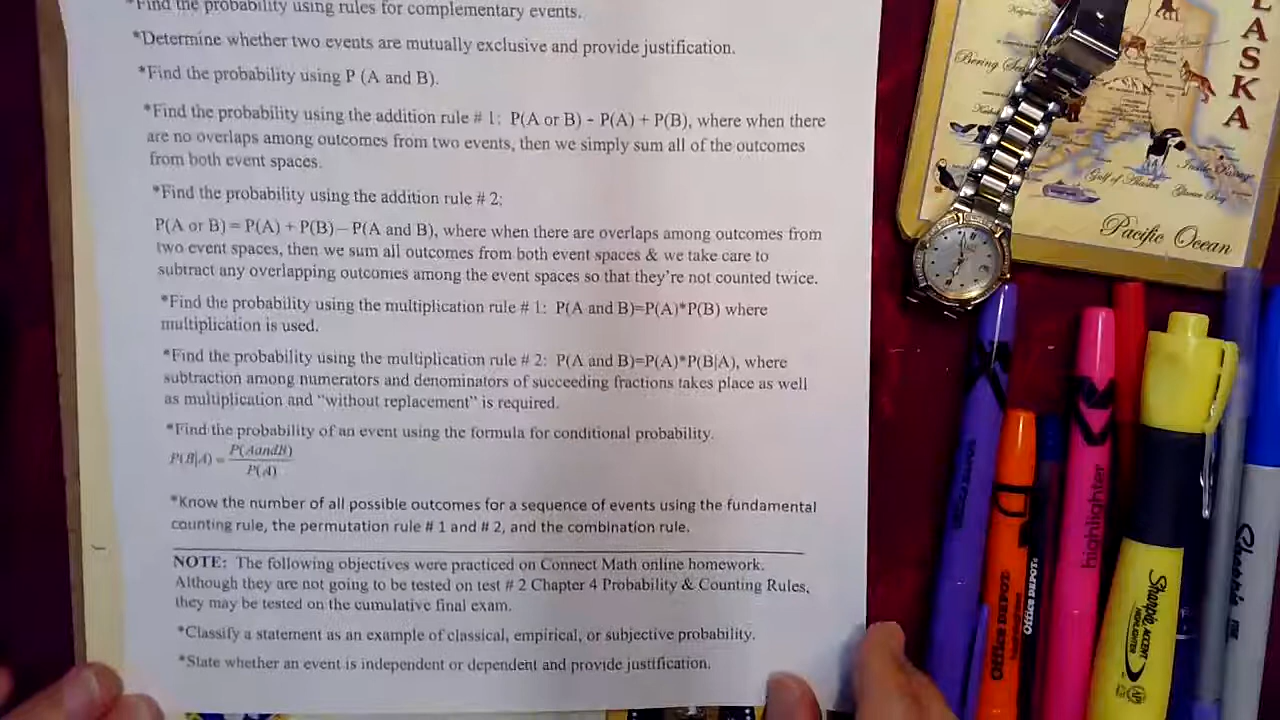 *Find the probability using rules for complementary events.
*Determine whether two events are mutually exclusive and provide justification.
*Find the probability using P (A and B).
*Find the probability using the addition rule # 1: P(A or B) - P(A) + P(B), where when there
are no overlaps among outcomes from two events, then we simply sum all of the outcomes
from both event spaces.
*Find the probability using the addition rule # 2:
P(A or B) = P(A) + P(B) – P(A and B), where when there are overlaps among outcomes from
two event spaces, then we sum all outcomes from both event spaces & we take care to
subtract any overlapping outcomes among the event spaces so that they're not counted twice.
*Find the probability using the multiplication rule # 1: P(A and B)=P(A)*P(B) where
multiplication is used.
*Find the probability using the multiplication rule # 2: P(A and B)=P(A)*P(B|A), where
subtraction among numerators and denominators of succeeding fractions takes place as well
as multiplication and "without replacement" is required.
*Find the probability of an event using the formula for conditional probability.
P(B|A) = P(AandB) / P(A)
*Know the number of all possible outcomes for a sequence of events using the fundamental
counting rule, the permutation rule # 1 and # 2, and the combination rule.
NOTE: The following objectives were practiced on Connect Math online homework.
Although they are not going to be tested on test # 2 Chapter 4 Probability & Counting Rules,
they may be tested on the cumulative final exam.
*Classify a statement as an example of classical, empirical, or subjective probability.
*State whether an event is independent or dependent and provide justification.
LASKA
Bering Sea
Gulf of Alaska
Inside Passage
Glacier Bay
Pacific Ocean
Office DEPOT
Office DEPOT
highlighter
Sharpie ACCENT
HIGHLIGHTER
Sharpie